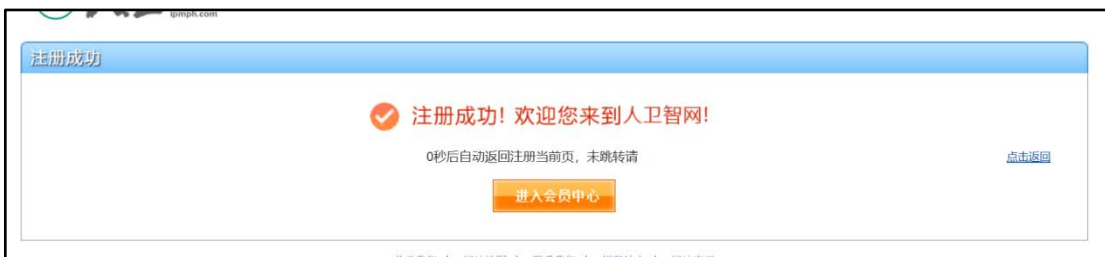 ipmph.com
注册成功
注册成功! 欢迎您来到人卫智网!
0秒后自动返回注册当前页，未跳转请 点击返回
进入会员中心